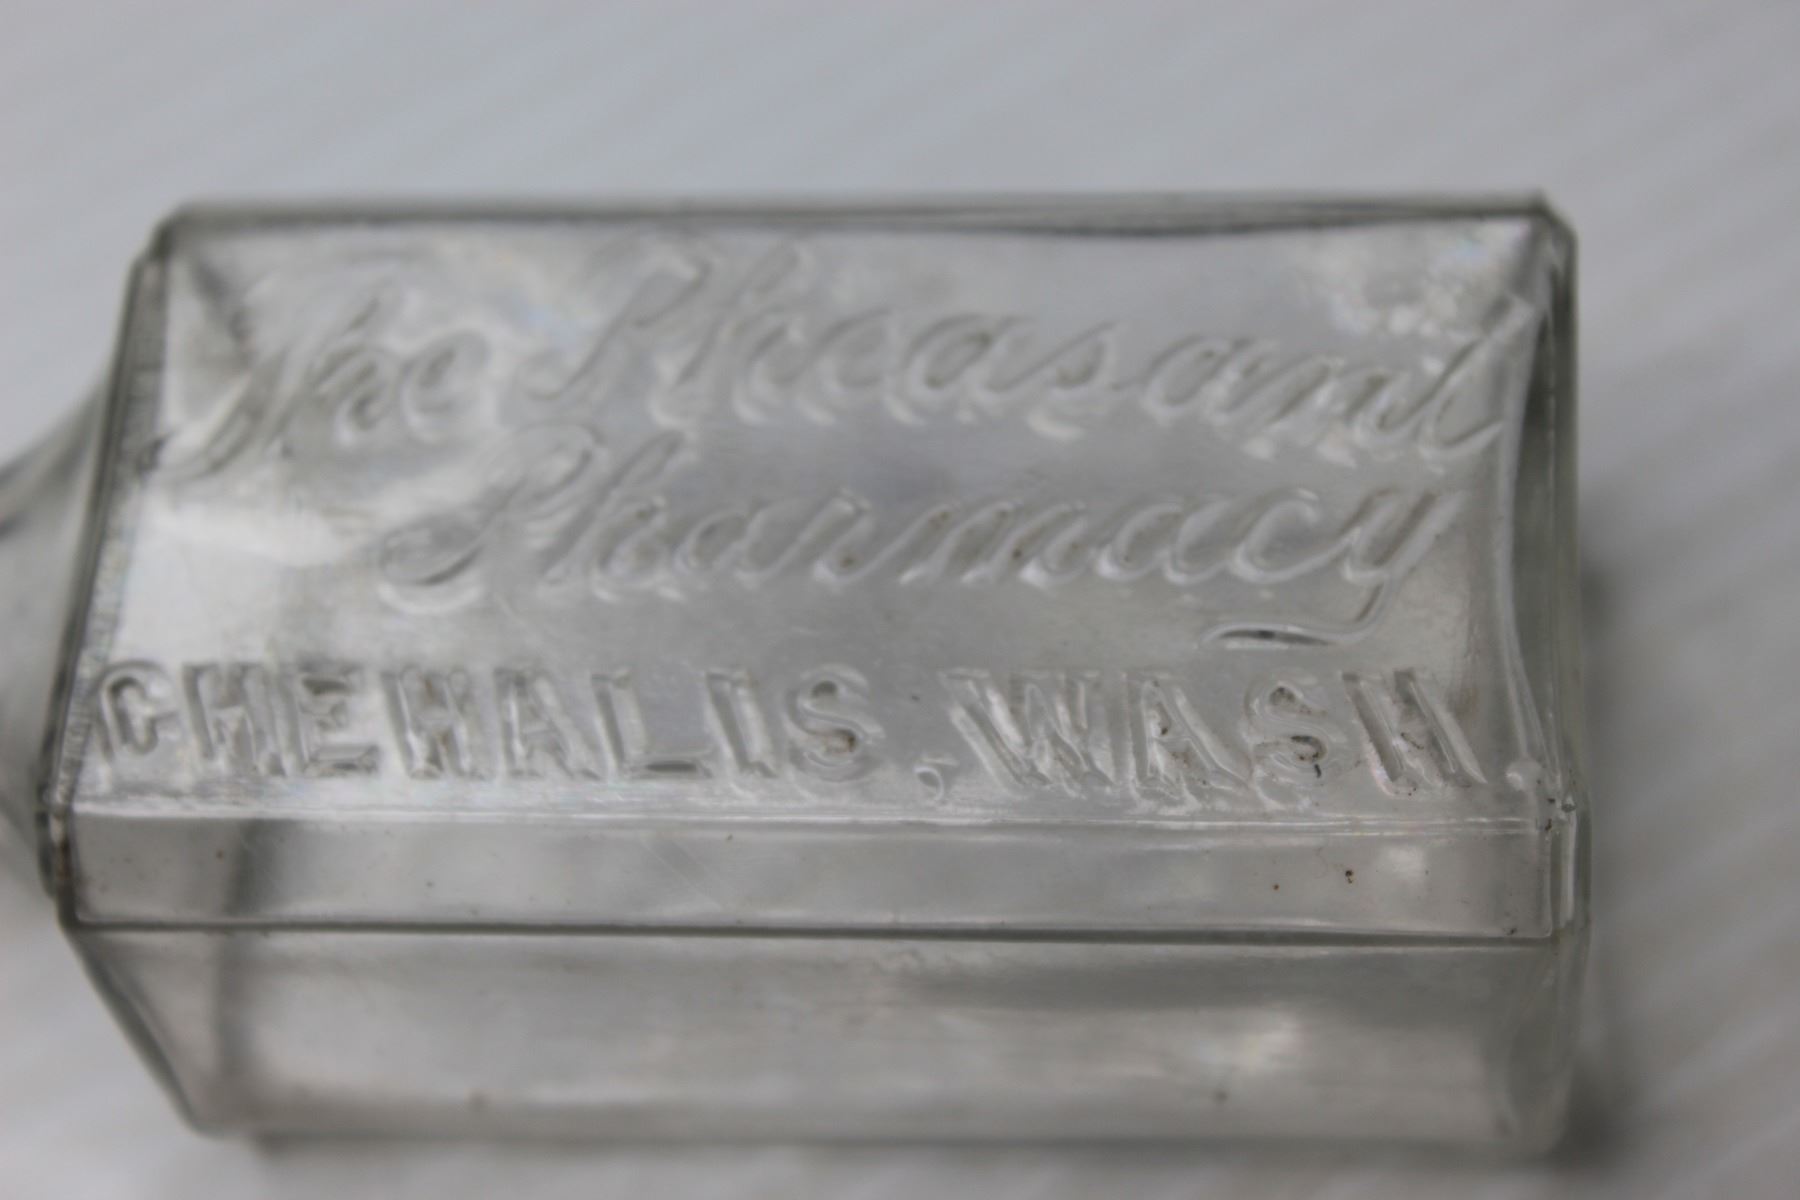 The Pheasant
Pharmacy
CHEHALIS, WASH.